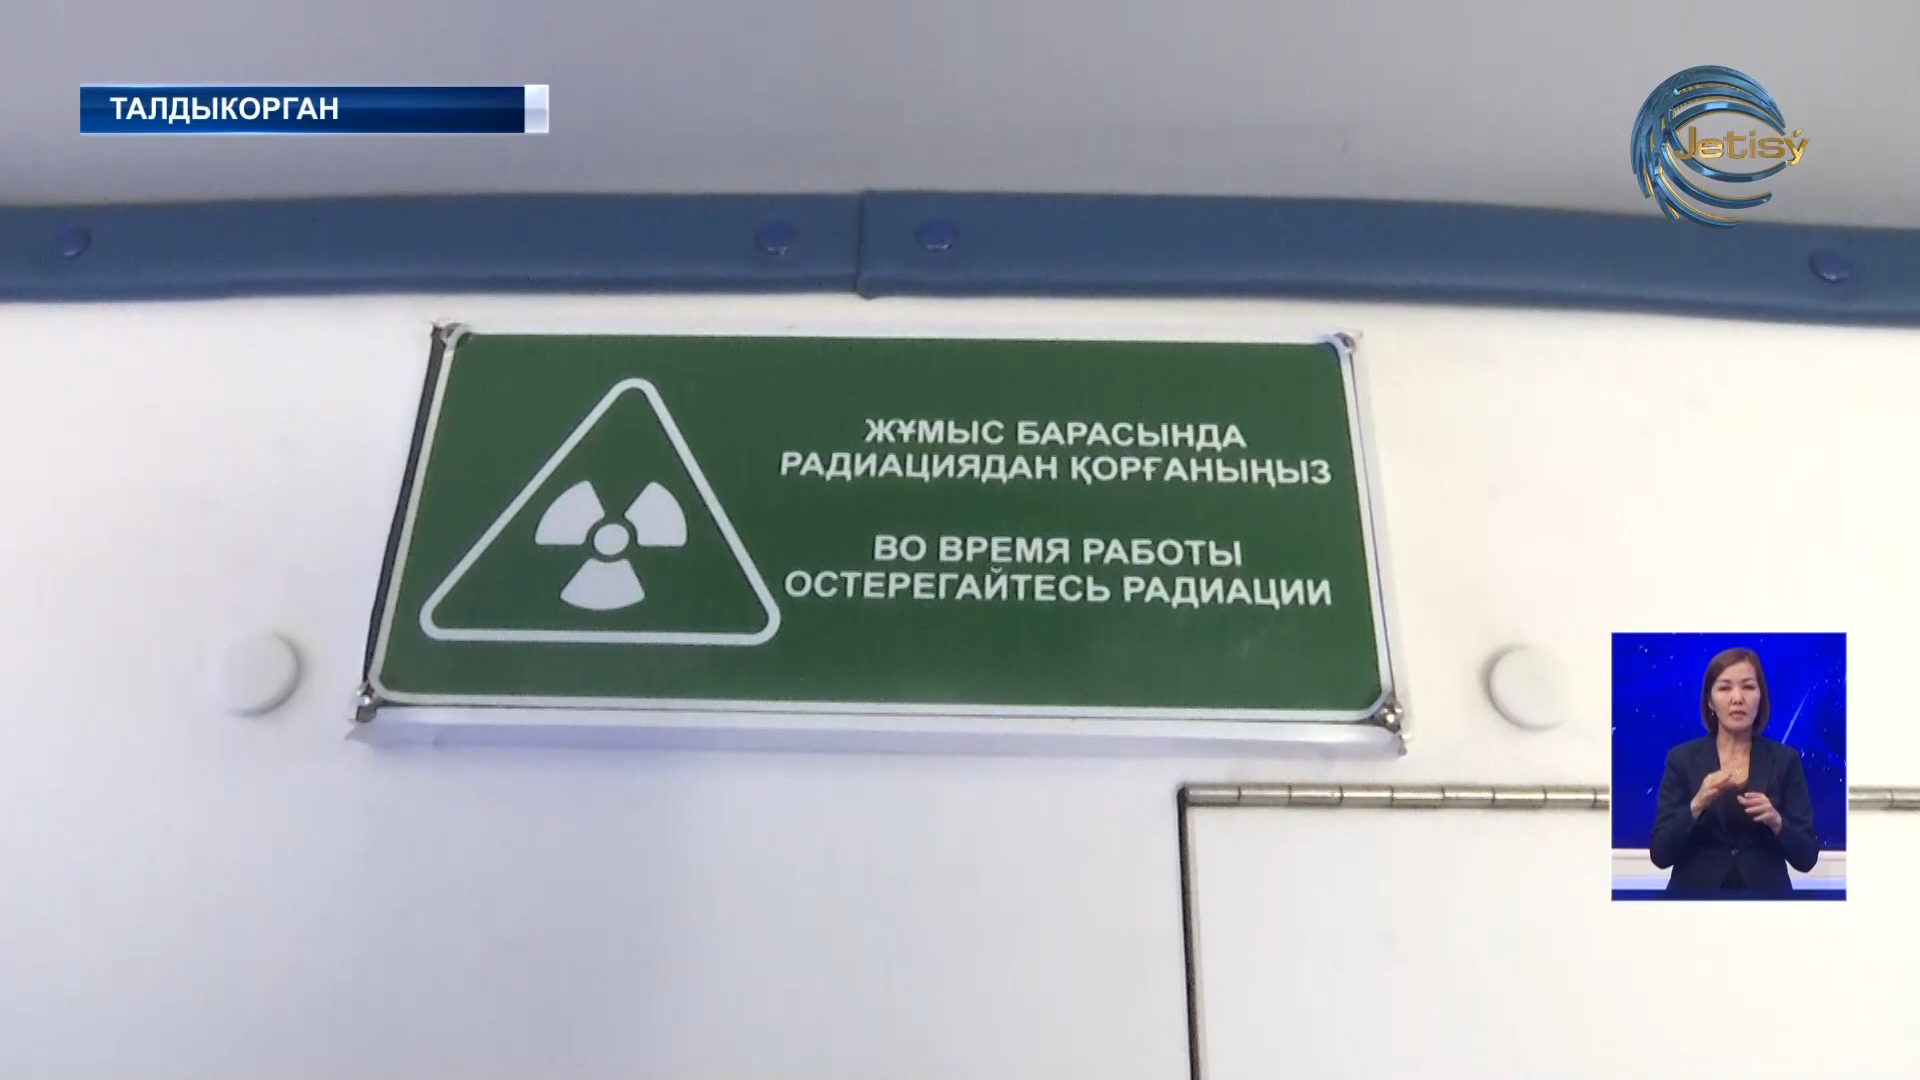 ТАЛДЫКОРГАН
Jetisý
ЖҰМЫС БАРАСЫНДА
РАДИАЦИЯДАН ҚОРҒАНЫҢЫЗ
ВО ВРЕМЯ РАБОТЫ
ОСТЕРЕГАЙТЕСЬ РАДИАЦИИ